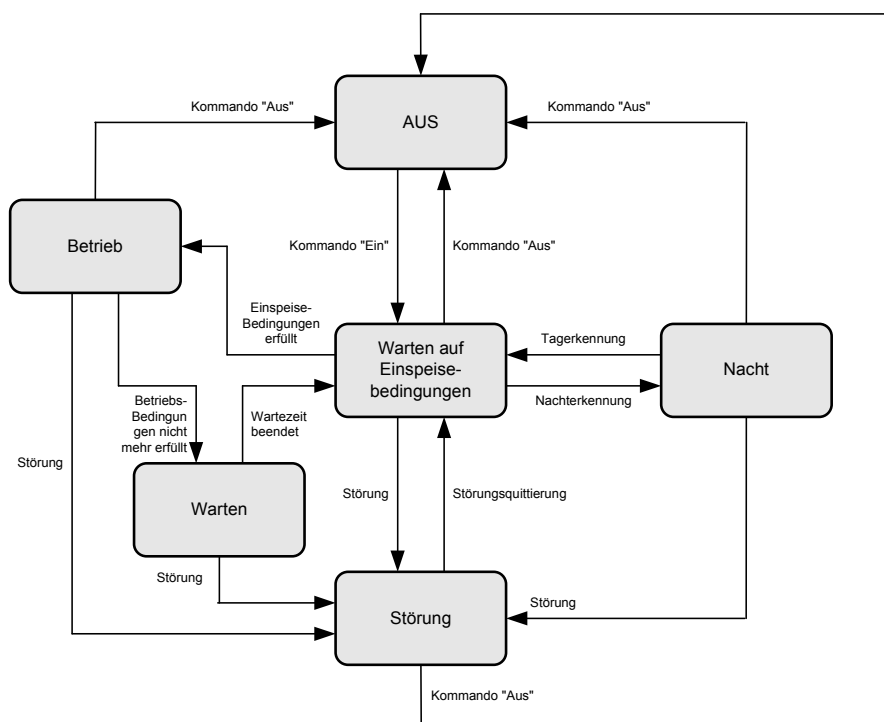 Kommando "Aus"
AUS
Kommando "Aus"
Betrieb
Kommando "Ein"
Kommando "Aus"
Einspeise-
Bedingungen
erfüllt
Warten auf
Einspeise-
bedingungen
Tagerkennung
Nacht
Nachterkennung
Betriebs-
Bedingun
gen nicht
mehr erfüllt
Wartezeit
beendet
Störung
Warten
Störung
Störungsquittierung
Störung
Störung
Störung
Kommando "Aus"